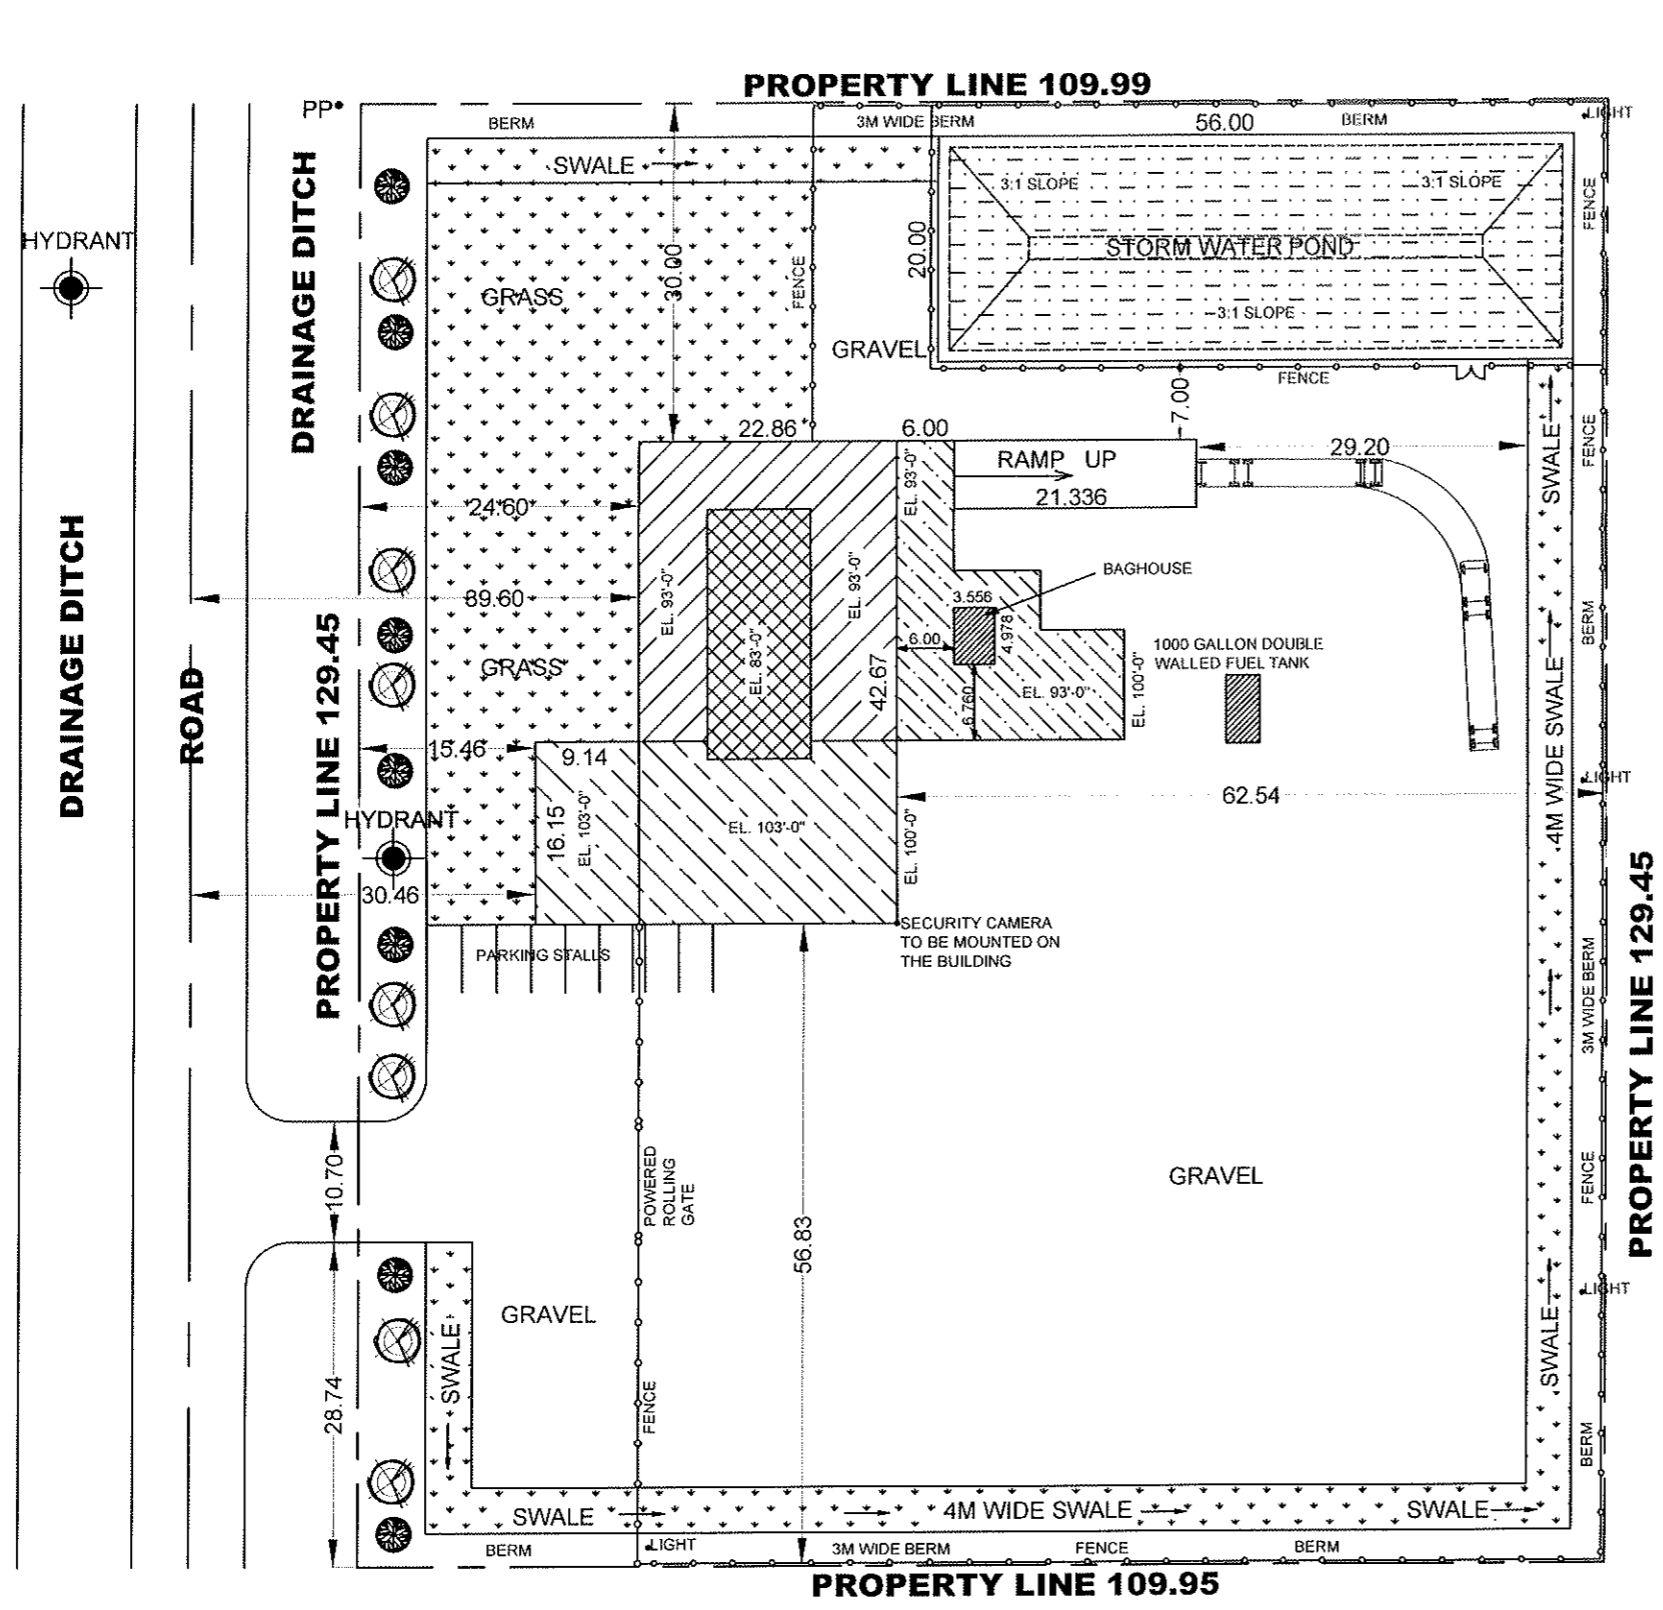 PROPERTY LINE 109.99
PP
BERM
3M WIDE BERM
56.00
BERM
LIGHT
SWALE
3:1 SLOPE
3:1 SLOPE
FENCE
DRAINAGE DITCH
HYDRANT
20.00
STORM WATER POND
30.00
FENCE
GRASS
3:1 SLOPE
GRAVEL
FENCE
7.00
22.86
6.00
29.20
FENCE
SWALE
RAMP UP
21.336
EL. 93'-0"
24.60
DRAINAGE DITCH
BAGHOUSE
89.60
EL. 93'-0"
EL. 93'-0"
3.556
4.978
6.00
BERM
1000 GALLON DOUBLE
WALLED FUEL TANK
EL. 83'-0"
GRASS
42.67
EL. 93'-0"
6.760
EL. 100'-0"
ROAD
PROPERTY LINE 129.45
4M WIDE SWALE
15.46
9.14
LIGHT
62.54
HYDRANT
16.15
EL. 103'-0"
EL. 103'-0"
EL. 100'-0"
30.46
SECURITY CAMERA
TO BE MOUNTED ON
THE BUILDING
PARKING STALLS
3M WIDE BERM
PROPERTY LINE 129.45
10.70
POWERED
ROLLING
GATE
GRAVEL
FENCE
56.83
LIGHT
GRAVEL
SWALE
SWALE
28.74
FENCE
BERM
SWALE
4M WIDE SWALE
SWALE
BERM
LIGHT
3M WIDE BERM
FENCE
BERM
PROPERTY LINE 109.95